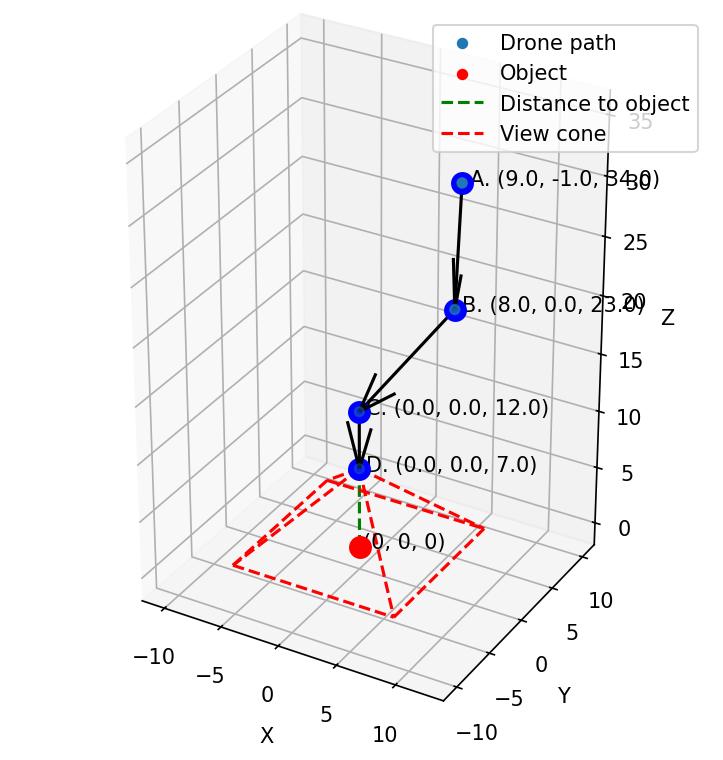 Drone path
Object
Distance to object
View cone
35
A. (9.0, -1.0, 34.0)
30
25
B. (8.0, 0.0, 23.0)
20
Z
15
C. (0.0, 0.0, 12.0)
10
D. (0.0, 0.0, 7.0)
5
0
(0, 0, 0)
10
5
0
−5
−10
Y
−10
−5
0
5
10
X